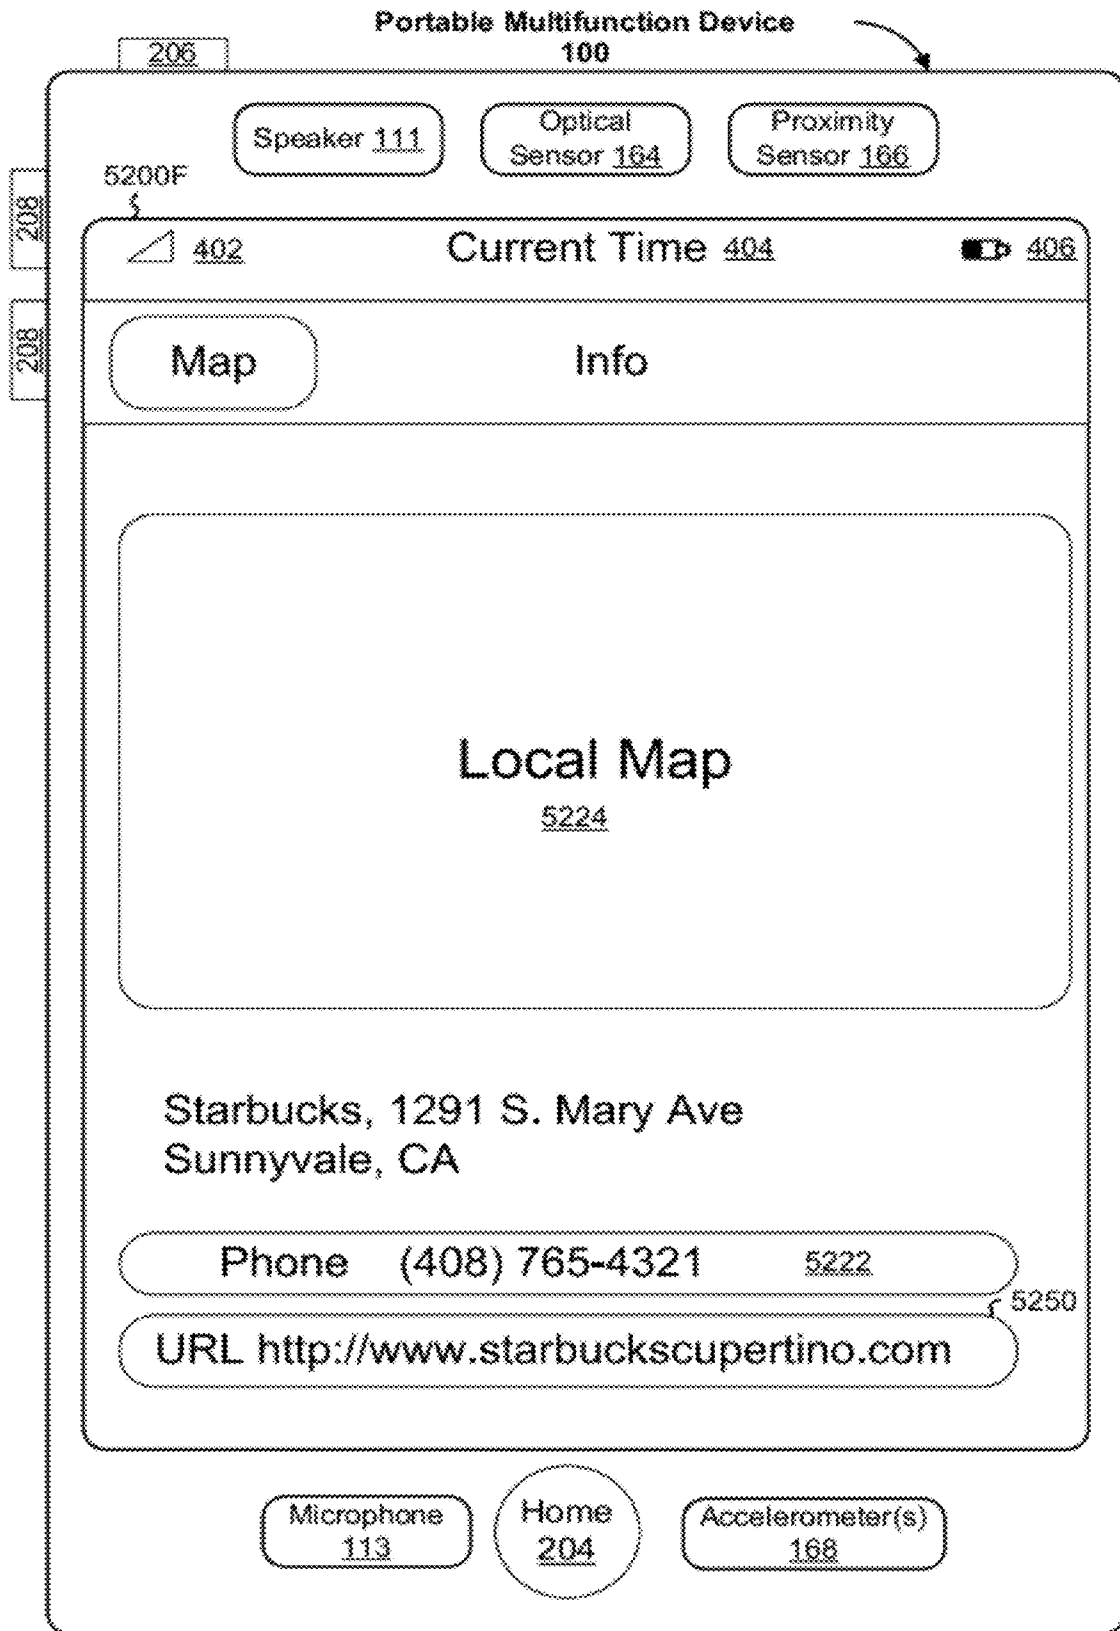 Portable Multifunction Device
100
206
Speaker 111
Optical
Sensor 164
Proximity
Sensor 166
5200F
208
208
402
Current Time 404
406
Map
Info
Local Map
5224
Starbucks, 1291 S. Mary Ave
Sunnyvale, CA
Phone (408) 765-4321 5222
5250
URL http://www.starbuckscupertino.com
Microphone
113
Home
204
Accelerometer(s)
168